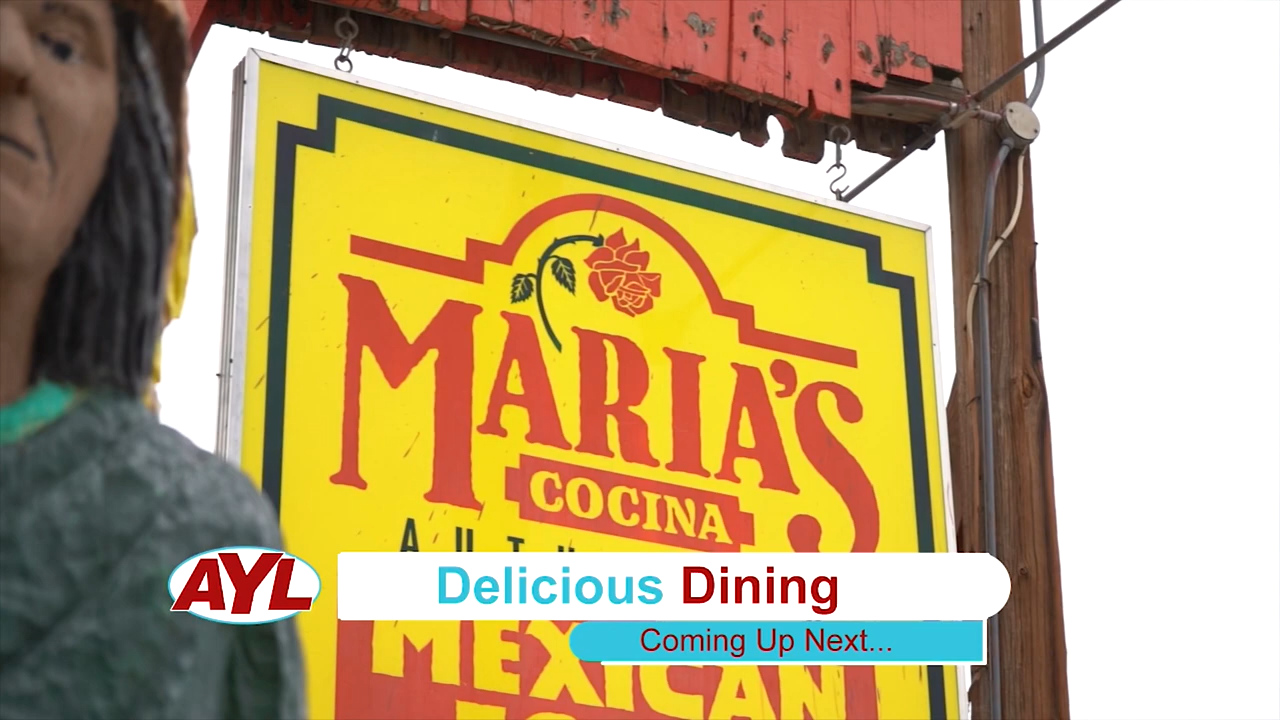 MARIA'S
COCINA
AYL
Delicious Dining
Coming Up Next...
MEXICAN